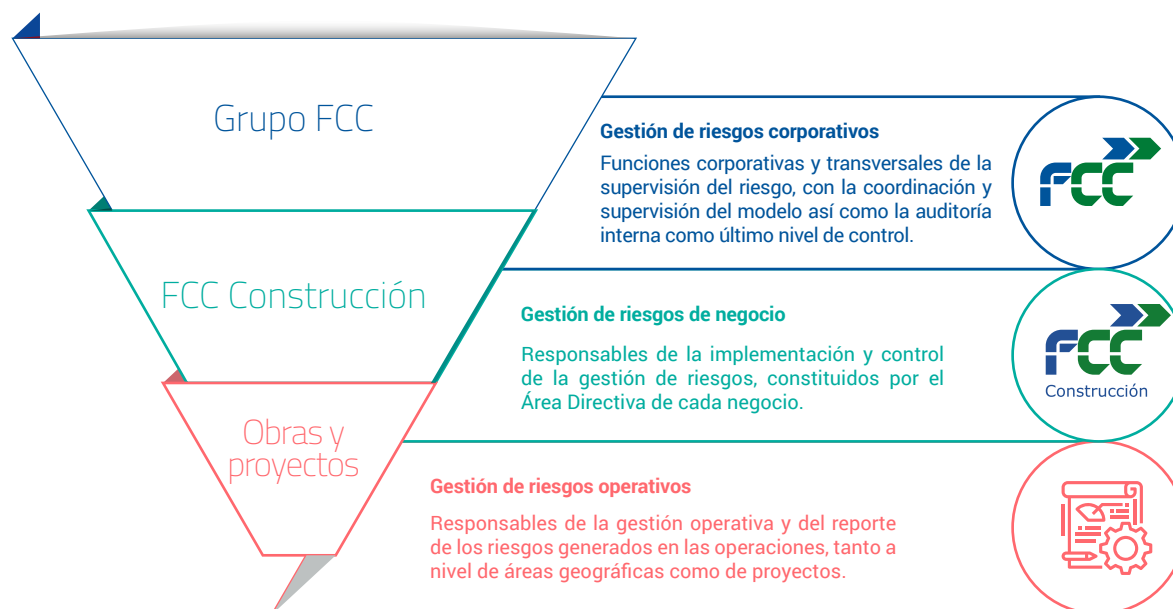 Grupo FCC
Gestión de riesgos corporativos
Funciones corporativas y transversales de la
supervisión del riesgo, con la coordinación y
supervisión del modelo así como la auditoría
interna como último nivel de control.
FCC
FCC Construcción
Gestión de riesgos de negocio
Responsables de la implementación y control
de la gestión de riesgos, constituidos por el
Área Directiva de cada negocio.
FCC
Construcción
Obras y
proyectos
Gestión de riesgos operativos
Responsables de la gestión operativa y del reporte
de los riesgos generados en las operaciones, tanto a
nivel de áreas geográficas como de proyectos.